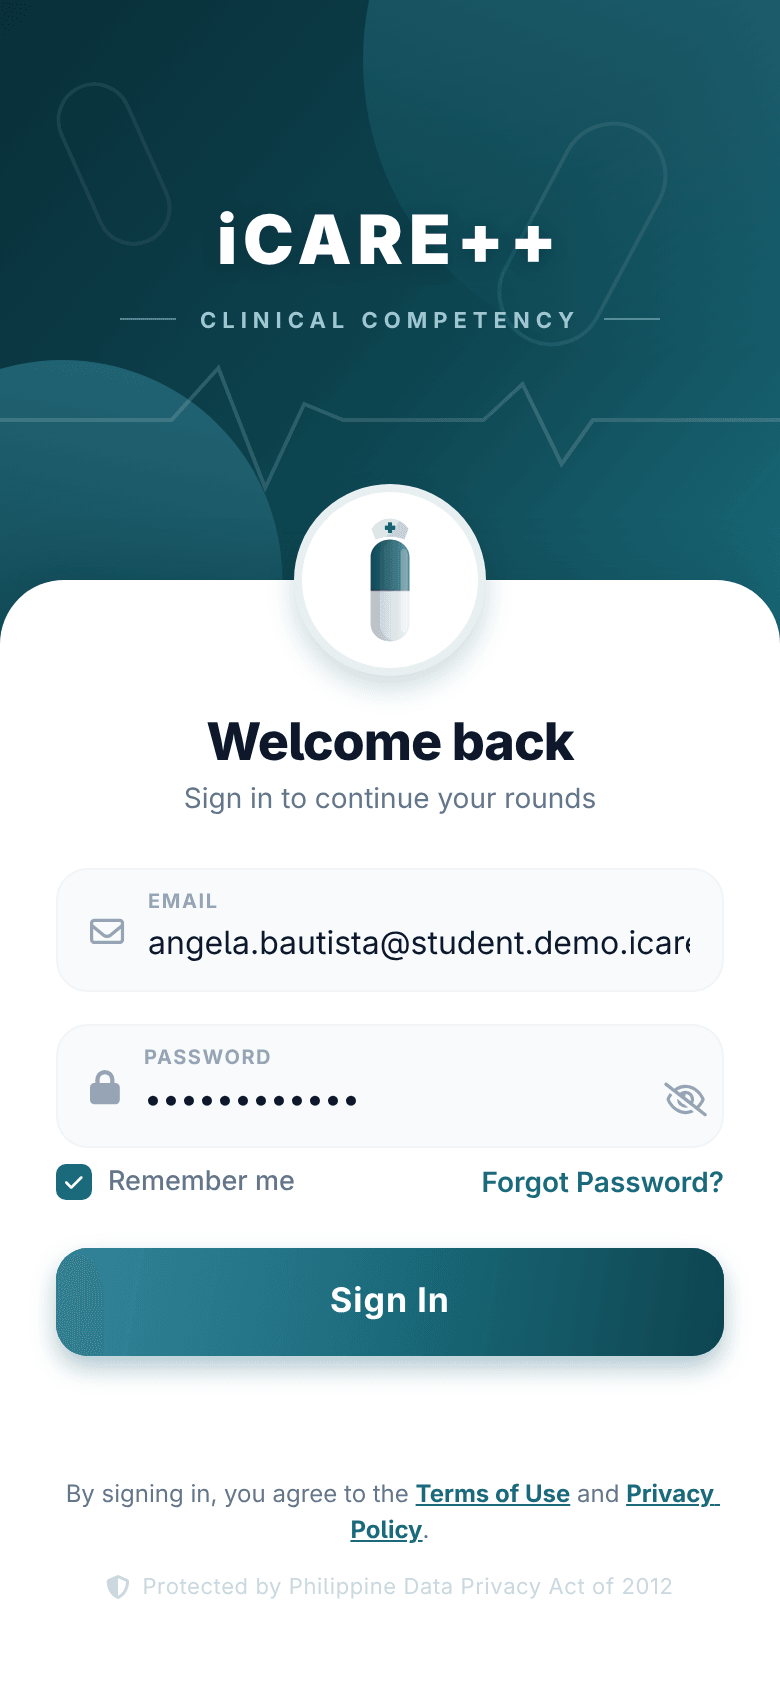 iCARE++
CLINICAL COMPETENCY
Welcome back
Sign in to continue your rounds
EMAIL
angela.bautista@student.demo.icare
PASSWORD
Remember me
Forgot Password?
Sign In
By signing in, you agree to the Terms of Use and Privacy
Policy.
Protected by Philippine Data Privacy Act of 2012